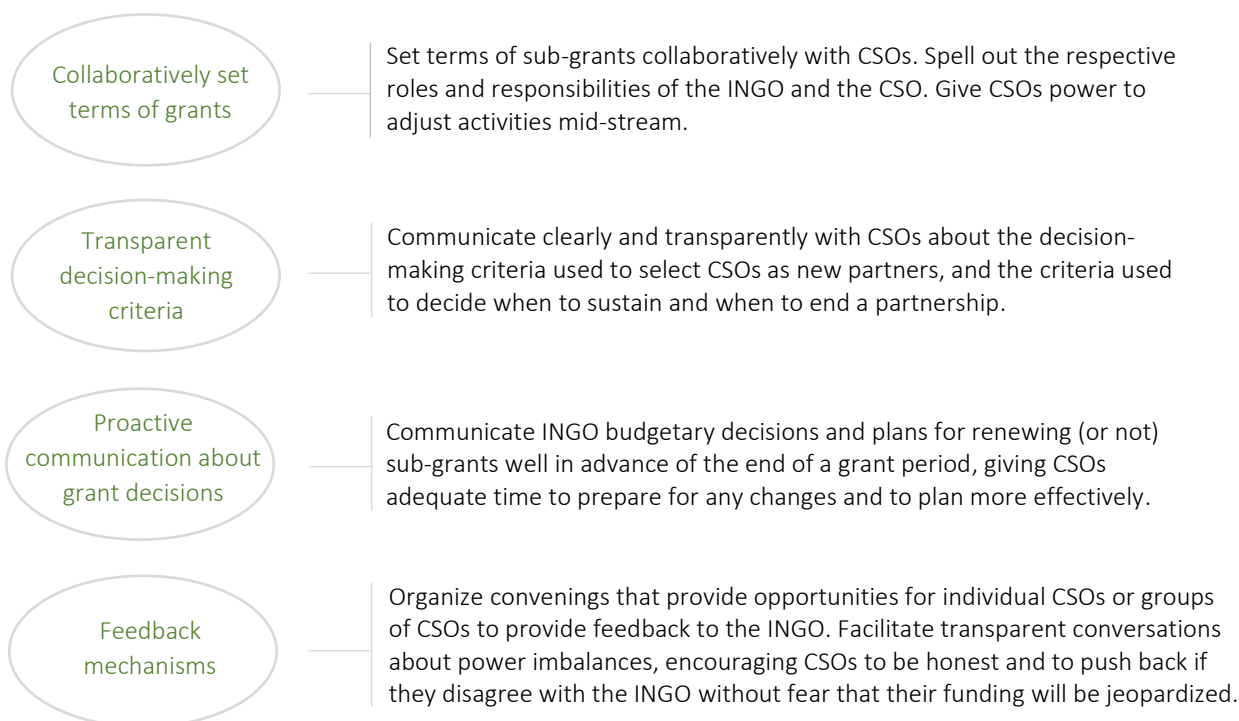 Collaboratively set
terms of grants
Set terms of sub-grants collaboratively with CSOs. Spell out the respective
roles and responsibilities of the INGO and the CSO. Give CSOs power to
adjust activities mid-stream.
Transparent
decision-making
criteria
Communicate clearly and transparently with CSOs about the decision-
making criteria used to select CSOs as new partners, and the criteria used
to decide when to sustain and when to end a partnership.
Proactive
communication about
grant decisions
Communicate INGO budgetary decisions and plans for renewing (or not)
sub-grants well in advance of the end of a grant period, giving CSOs
adequate time to prepare for any changes and to plan more effectively.
Feedback
mechanisms
Organize convenings that provide opportunities for individual CSOs or groups
of CSOs to provide feedback to the INGO. Facilitate transparent conversations
about power imbalances, encouraging CSOs to be honest and to push back if
they disagree with the INGO without fear that their funding will be jeopardized.